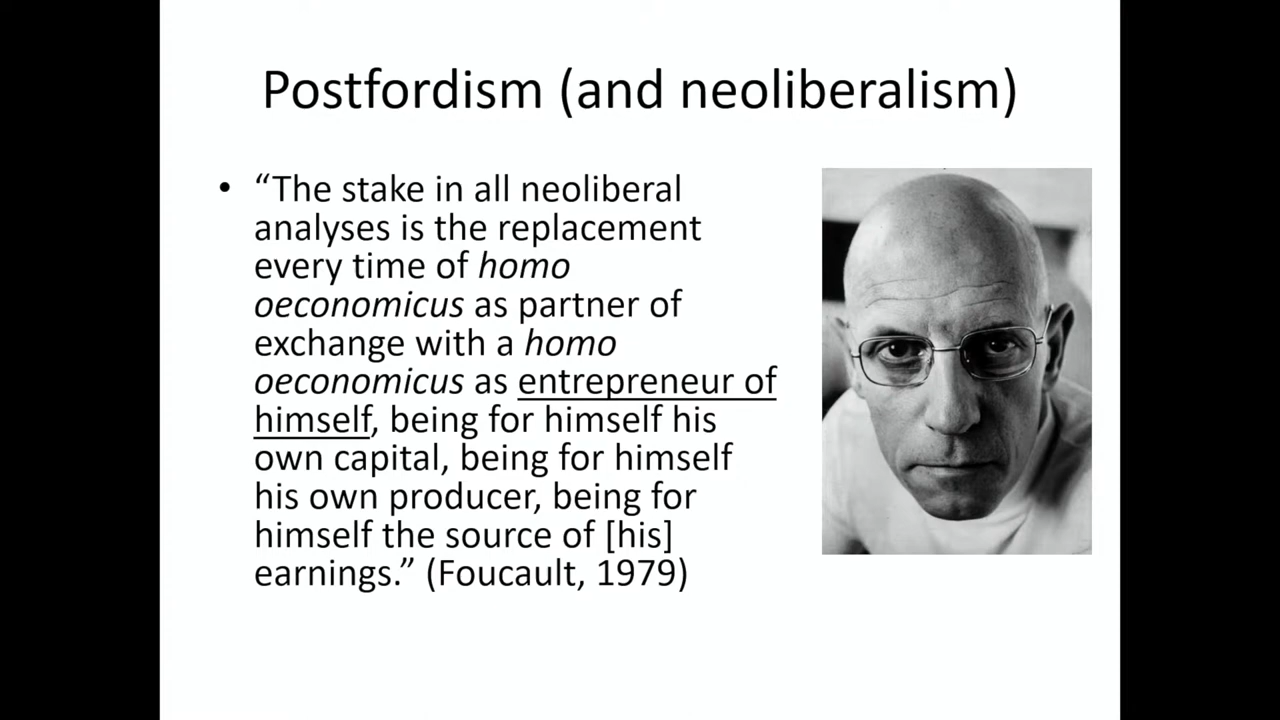 Postfordism (and neoliberalism)
• “The stake in all neoliberal
analyses is the replacement
every time of homo
oeconomicus as partner of
exchange with a homo
oeconomicus as entrepreneur of
himself, being for himself his
own capital, being for himself
his own producer, being for
himself the source of [his]
earnings.” (Foucault, 1979)